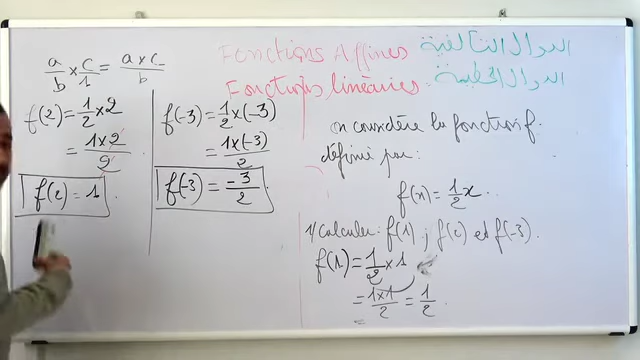 Fonctions Affines الدوال التآلفية
Fonctions linéaires الدوال الخطية
a/b × c/1 = a×c/b
f(2) = 1/2 × 2
= 1×2/2
f(2) = 1
f(-3) = 1/2 × (-3)
= 1×(-3)/2
f(-3) = -3/2
on considère la fonction f.
définie par:
f(x) = 1/2 x
1/ Calculer: f(1) ; f(2) et f(-3).
f(1) = 1/2 × 1
= 1×1/2 = 1/2